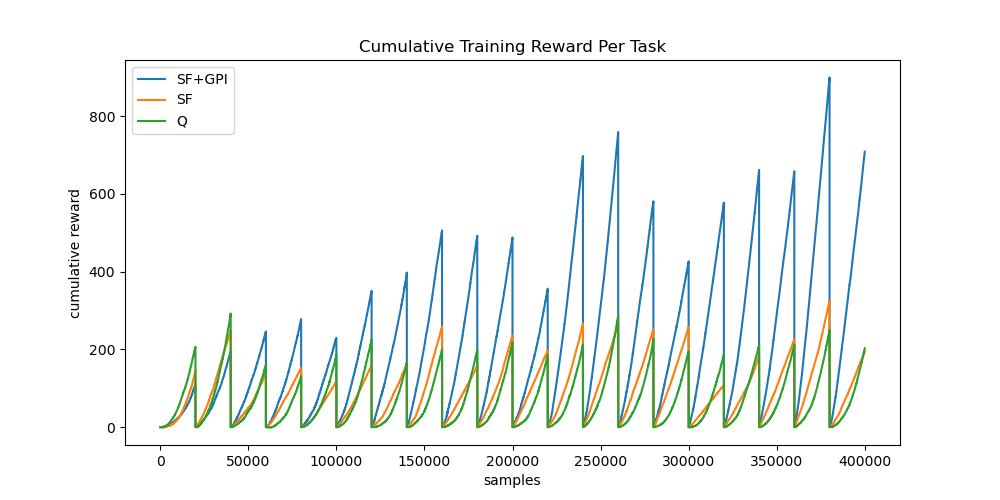 Cumulative Training Reward Per Task
SF+GPI
SF
Q
cumulative reward
800
600
400
200
0
0 50000 100000 150000 200000 250000 300000 350000 400000
samples